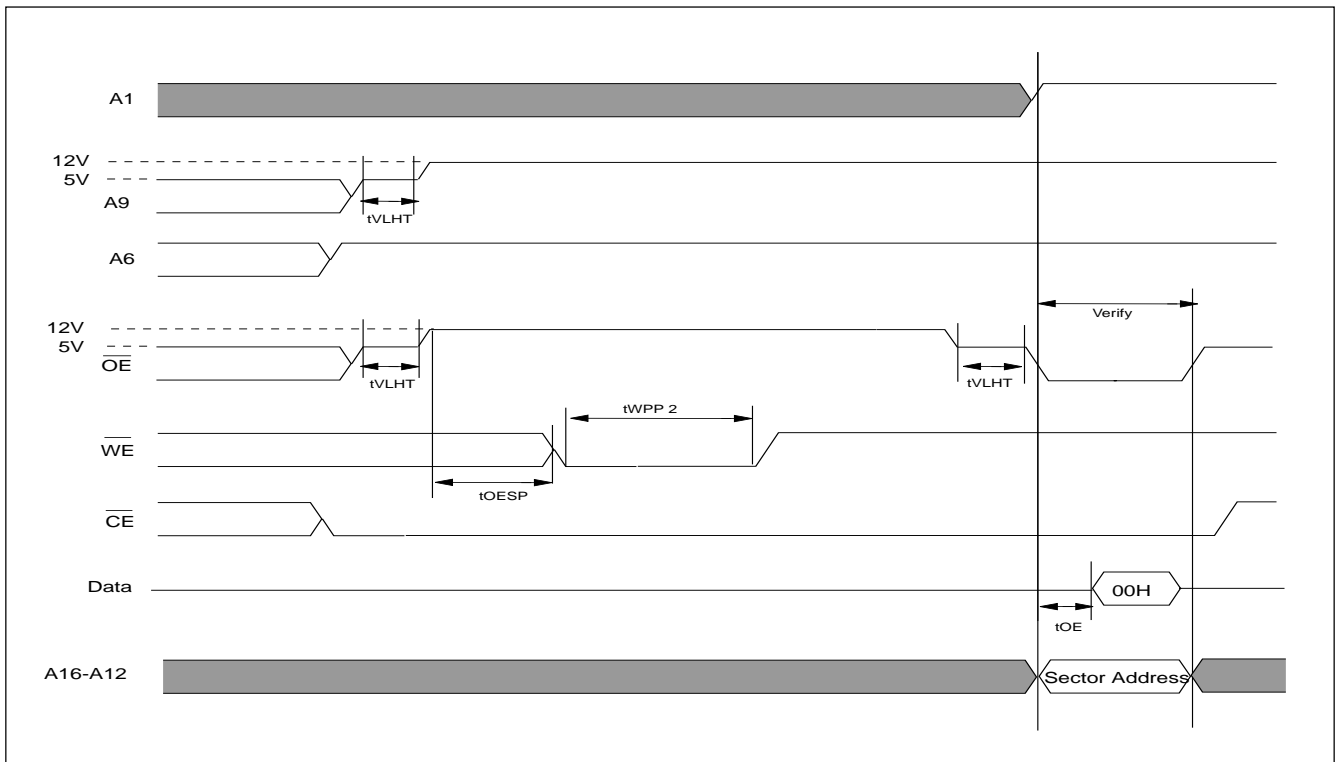 A1
12V
5V
A9
tVLHT
A6
12V
5V
OE
tVLHT
tVLHT
Verify
tWPP 2
WE
tOESP
CE
Data
00H
tOE
A16-A12
Sector Address